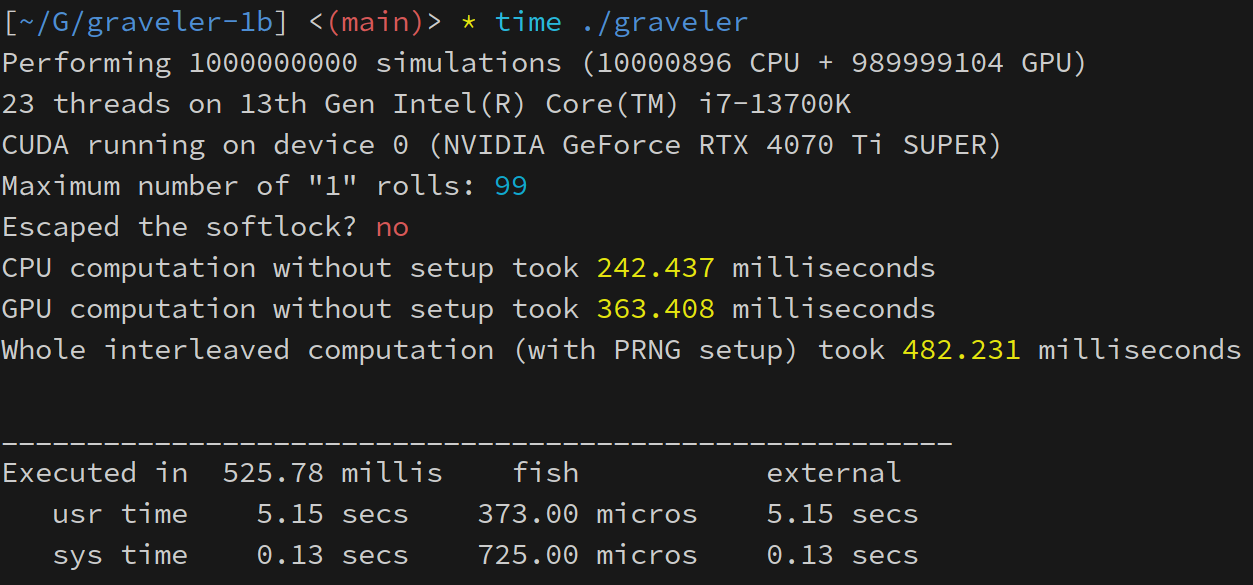 [~/G/graveler-1b] <(main)> * time ./graveler
Performing 1000000000 simulations (10000896 CPU + 989999104 GPU)
23 threads on 13th Gen Intel(R) Core(TM) i7-13700K
CUDA running on device 0 (NVIDIA GeForce RTX 4070 Ti SUPER)
Maximum number of "1" rolls: 99
Escaped the softlock? no
CPU computation without setup took 242.437 milliseconds
GPU computation without setup took 363.408 milliseconds
Whole interleaved computation (with PRNG setup) took 482.231 milliseconds
________________________________________________________
Executed in  525.78 millis    fish           external
   usr time    5.15 secs    373.00 micros    5.15 secs
   sys time    0.13 secs    725.00 micros    0.13 secs